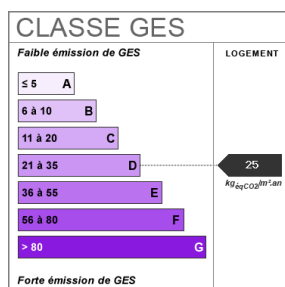 CLASSE GES
Faible émission de GES
LOGEMENT
≤ 5 A
6 à 10 B
11 à 20 C
21 à 35 D
25
kgéqCO2/m².an
36 à 55 E
56 à 80 F
> 80 G
Forte émission de GES